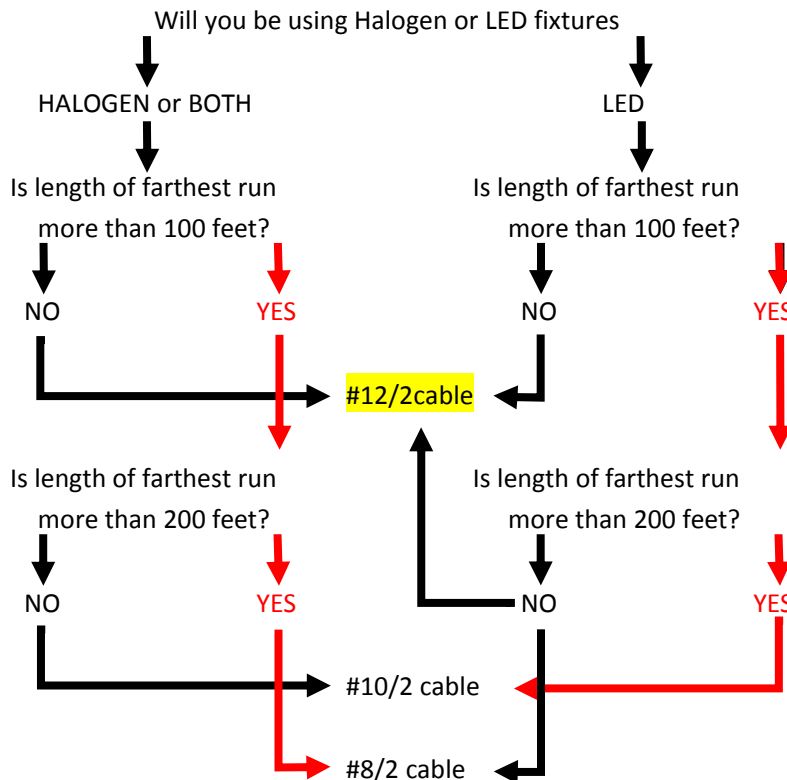 Will you be using Halogen or LED fixtures
HALOGEN or BOTH
LED
Is length of farthest run
more than 100 feet?
Is length of farthest run
more than 100 feet?
NO
YES
NO
YES
#12/2cable
Is length of farthest run
more than 200 feet?
Is length of farthest run
more than 200 feet?
NO
YES
NO
YES
#10/2 cable
#8/2 cable